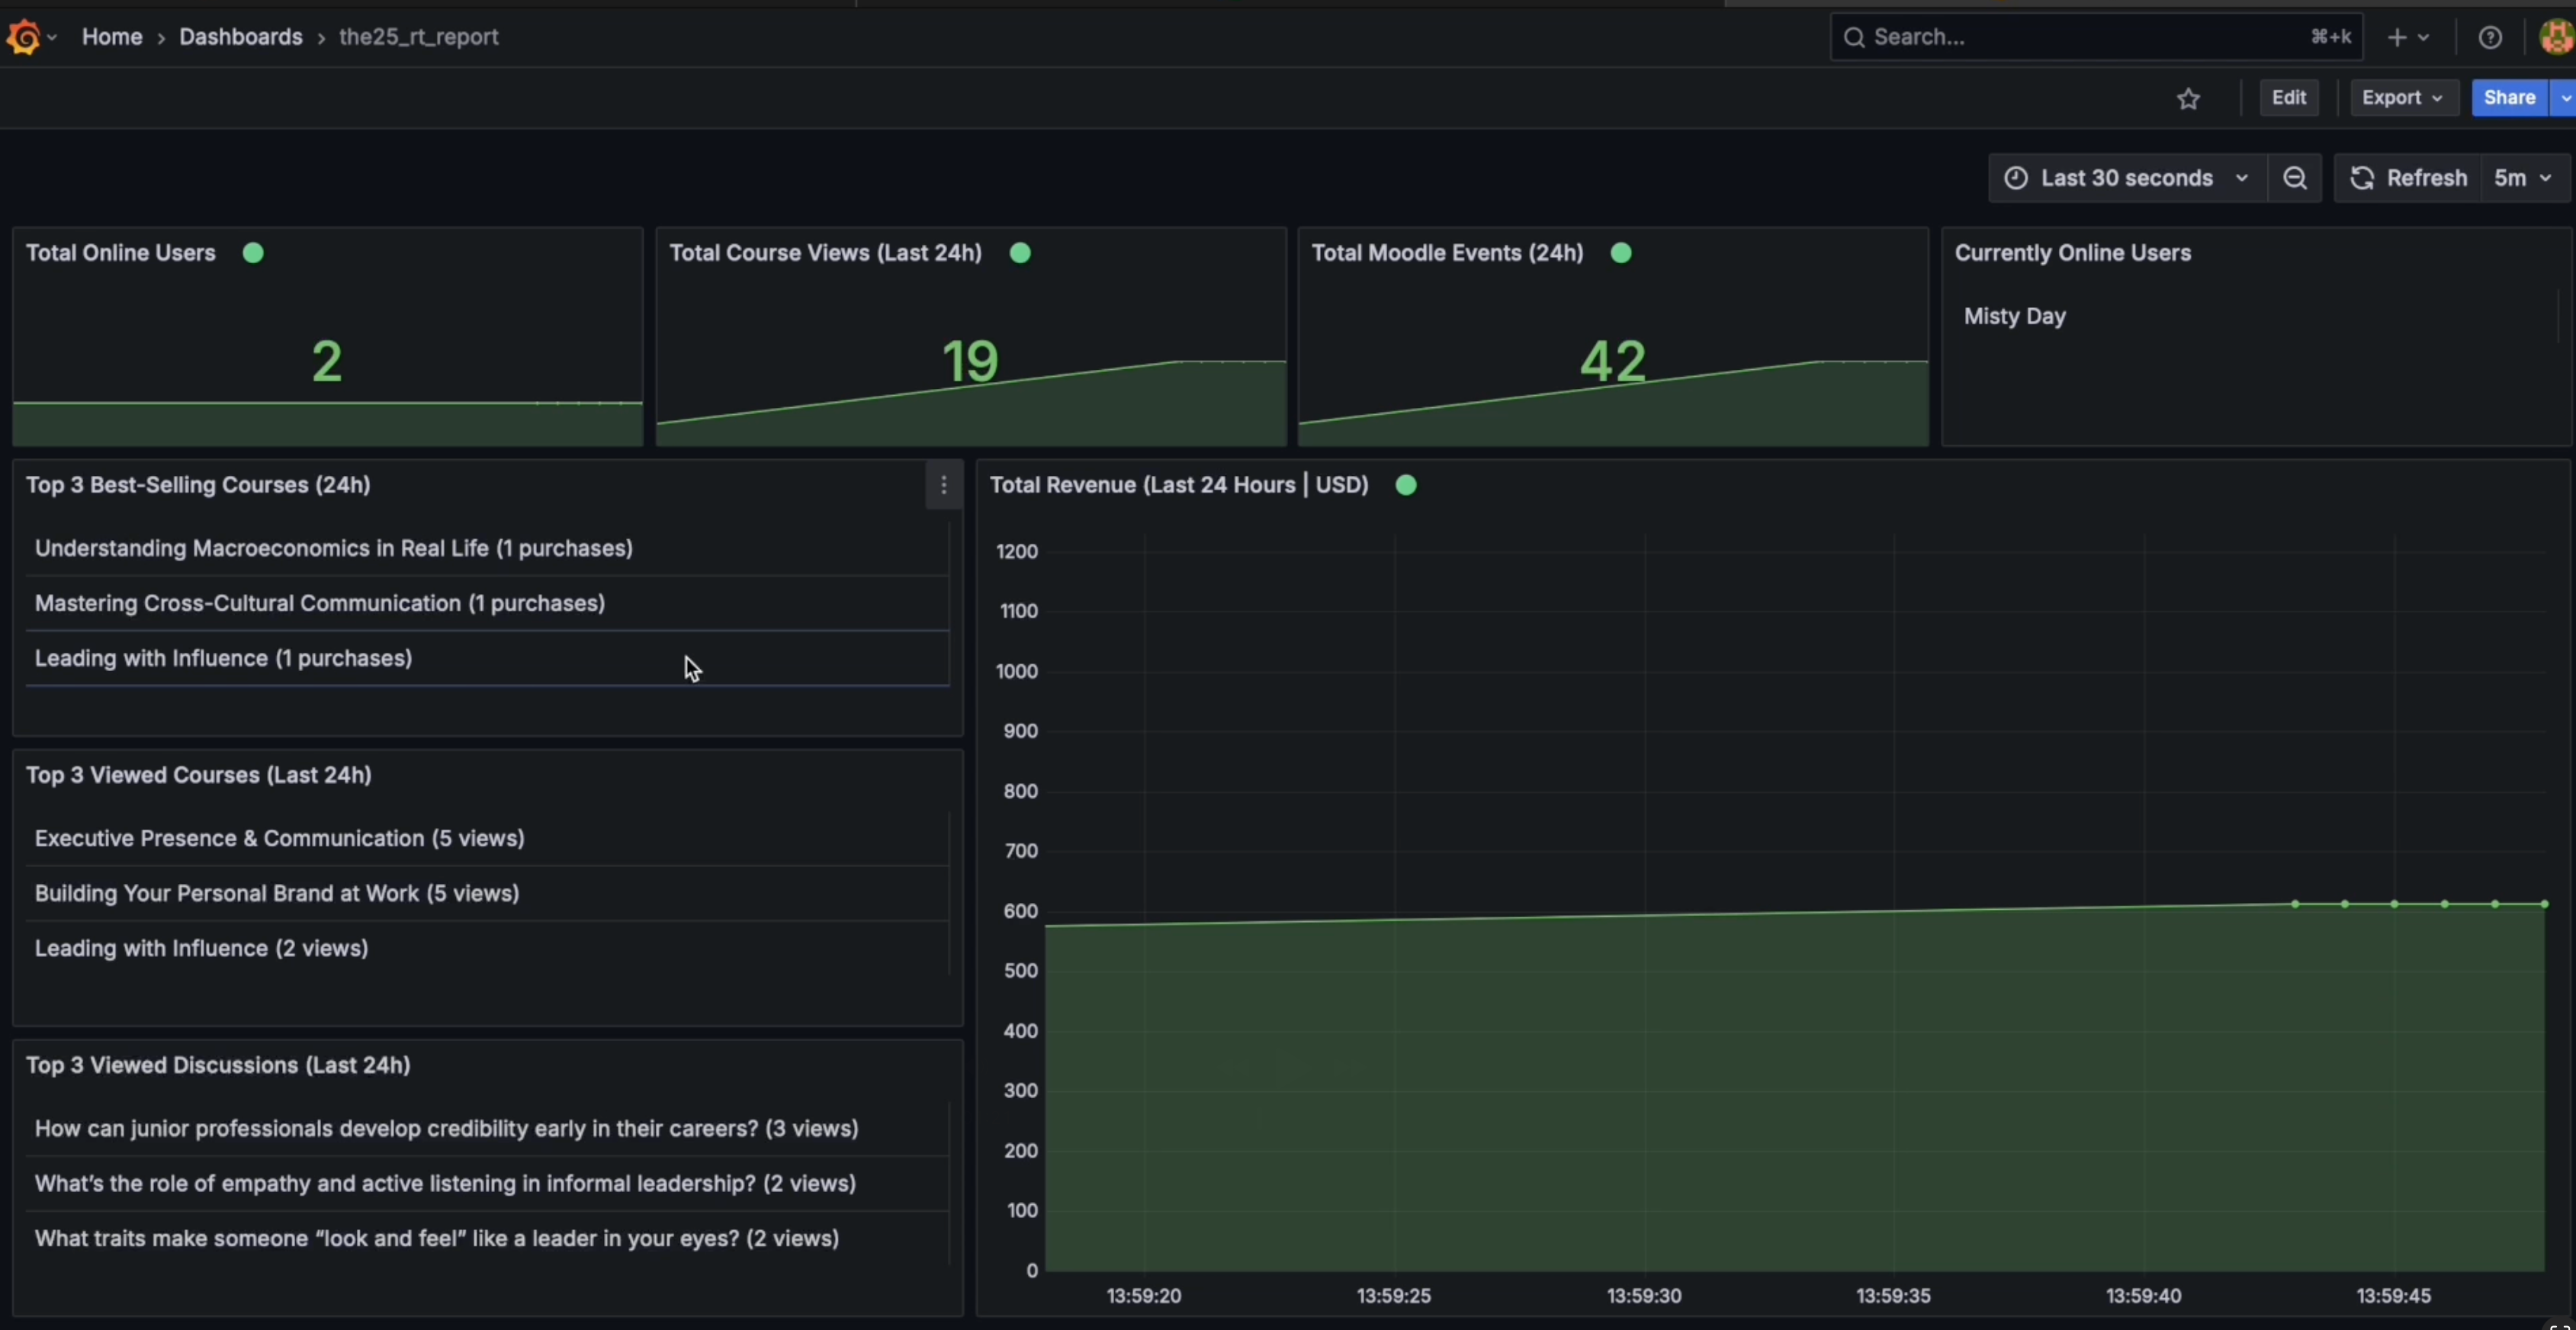 Home › Dashboards › the25_rt_report
Search... ⌘+k
Edit Export Share
Last 30 seconds Refresh 5m
Total Online Users
2
Total Course Views (Last 24h)
19
Total Moodle Events (24h)
42
Currently Online Users
Misty Day
Top 3 Best-Selling Courses (24h)
Understanding Macroeconomics in Real Life (1 purchases)
Mastering Cross-Cultural Communication (1 purchases)
Leading with Influence (1 purchases)
Top 3 Viewed Courses (Last 24h)
Executive Presence & Communication (5 views)
Building Your Personal Brand at Work (5 views)
Leading with Influence (2 views)
Top 3 Viewed Discussions (Last 24h)
How can junior professionals develop credibility early in their careers? (3 views)
What’s the role of empathy and active listening in informal leadership? (2 views)
What traits make someone “look and feel” like a leader in your eyes? (2 views)
Total Revenue (Last 24 Hours | USD)
1200
1100
1000
900
800
700
600
500
400
300
200
100
0
13:59:20 13:59:25 13:59:30 13:59:35 13:59:40 13:59:45